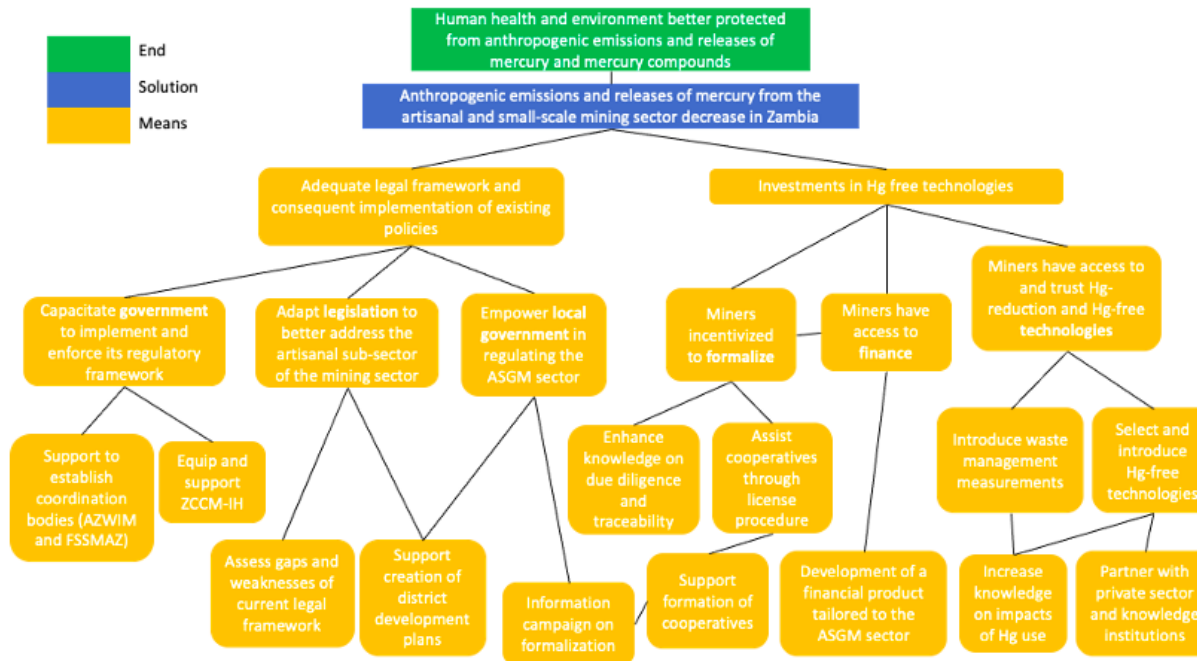 Human health and environment better protected
from anthropogenic emissions and releases of
mercury and mercury compounds
End
Solution
Means
Anthropogenic emissions and releases of mercury from the
artisanal and small-scale mining sector decrease in Zambia
Adequate legal framework and
consequent implementation of existing
policies
Investments in Hg free technologies
Capacitate government
to implement and
enforce its regulatory
framework
Adapt legislation to
better address the
artisanal sub-sector
of the mining sector
Empower local
government in
regulating the
ASGM sector
Miners
incentivized
to formalize
Miners have
access to
finance
Miners have access to
and trust Hg-
reduction and Hg-free
technologies
Support to
establish
coordination
bodies (AZWIM
and FSSMAZ)
Equip and
support
ZCCM-IH
Enhance
knowledge on
due diligence
and
traceability
Assist
cooperatives
through
license
procedure
Introduce waste
management
measurements
Select and
introduce
Hg-free
technologies
Assess gaps and
weaknesses of
current legal
framework
Support
creation of
district
development
plans
Information
campaign on
formalization
Support
formation of
cooperatives
Development of a
financial product
tailored to the
ASGM sector
Increase
knowledge
on impacts
of Hg use
Partner with
private sector
and knowledge
institutions